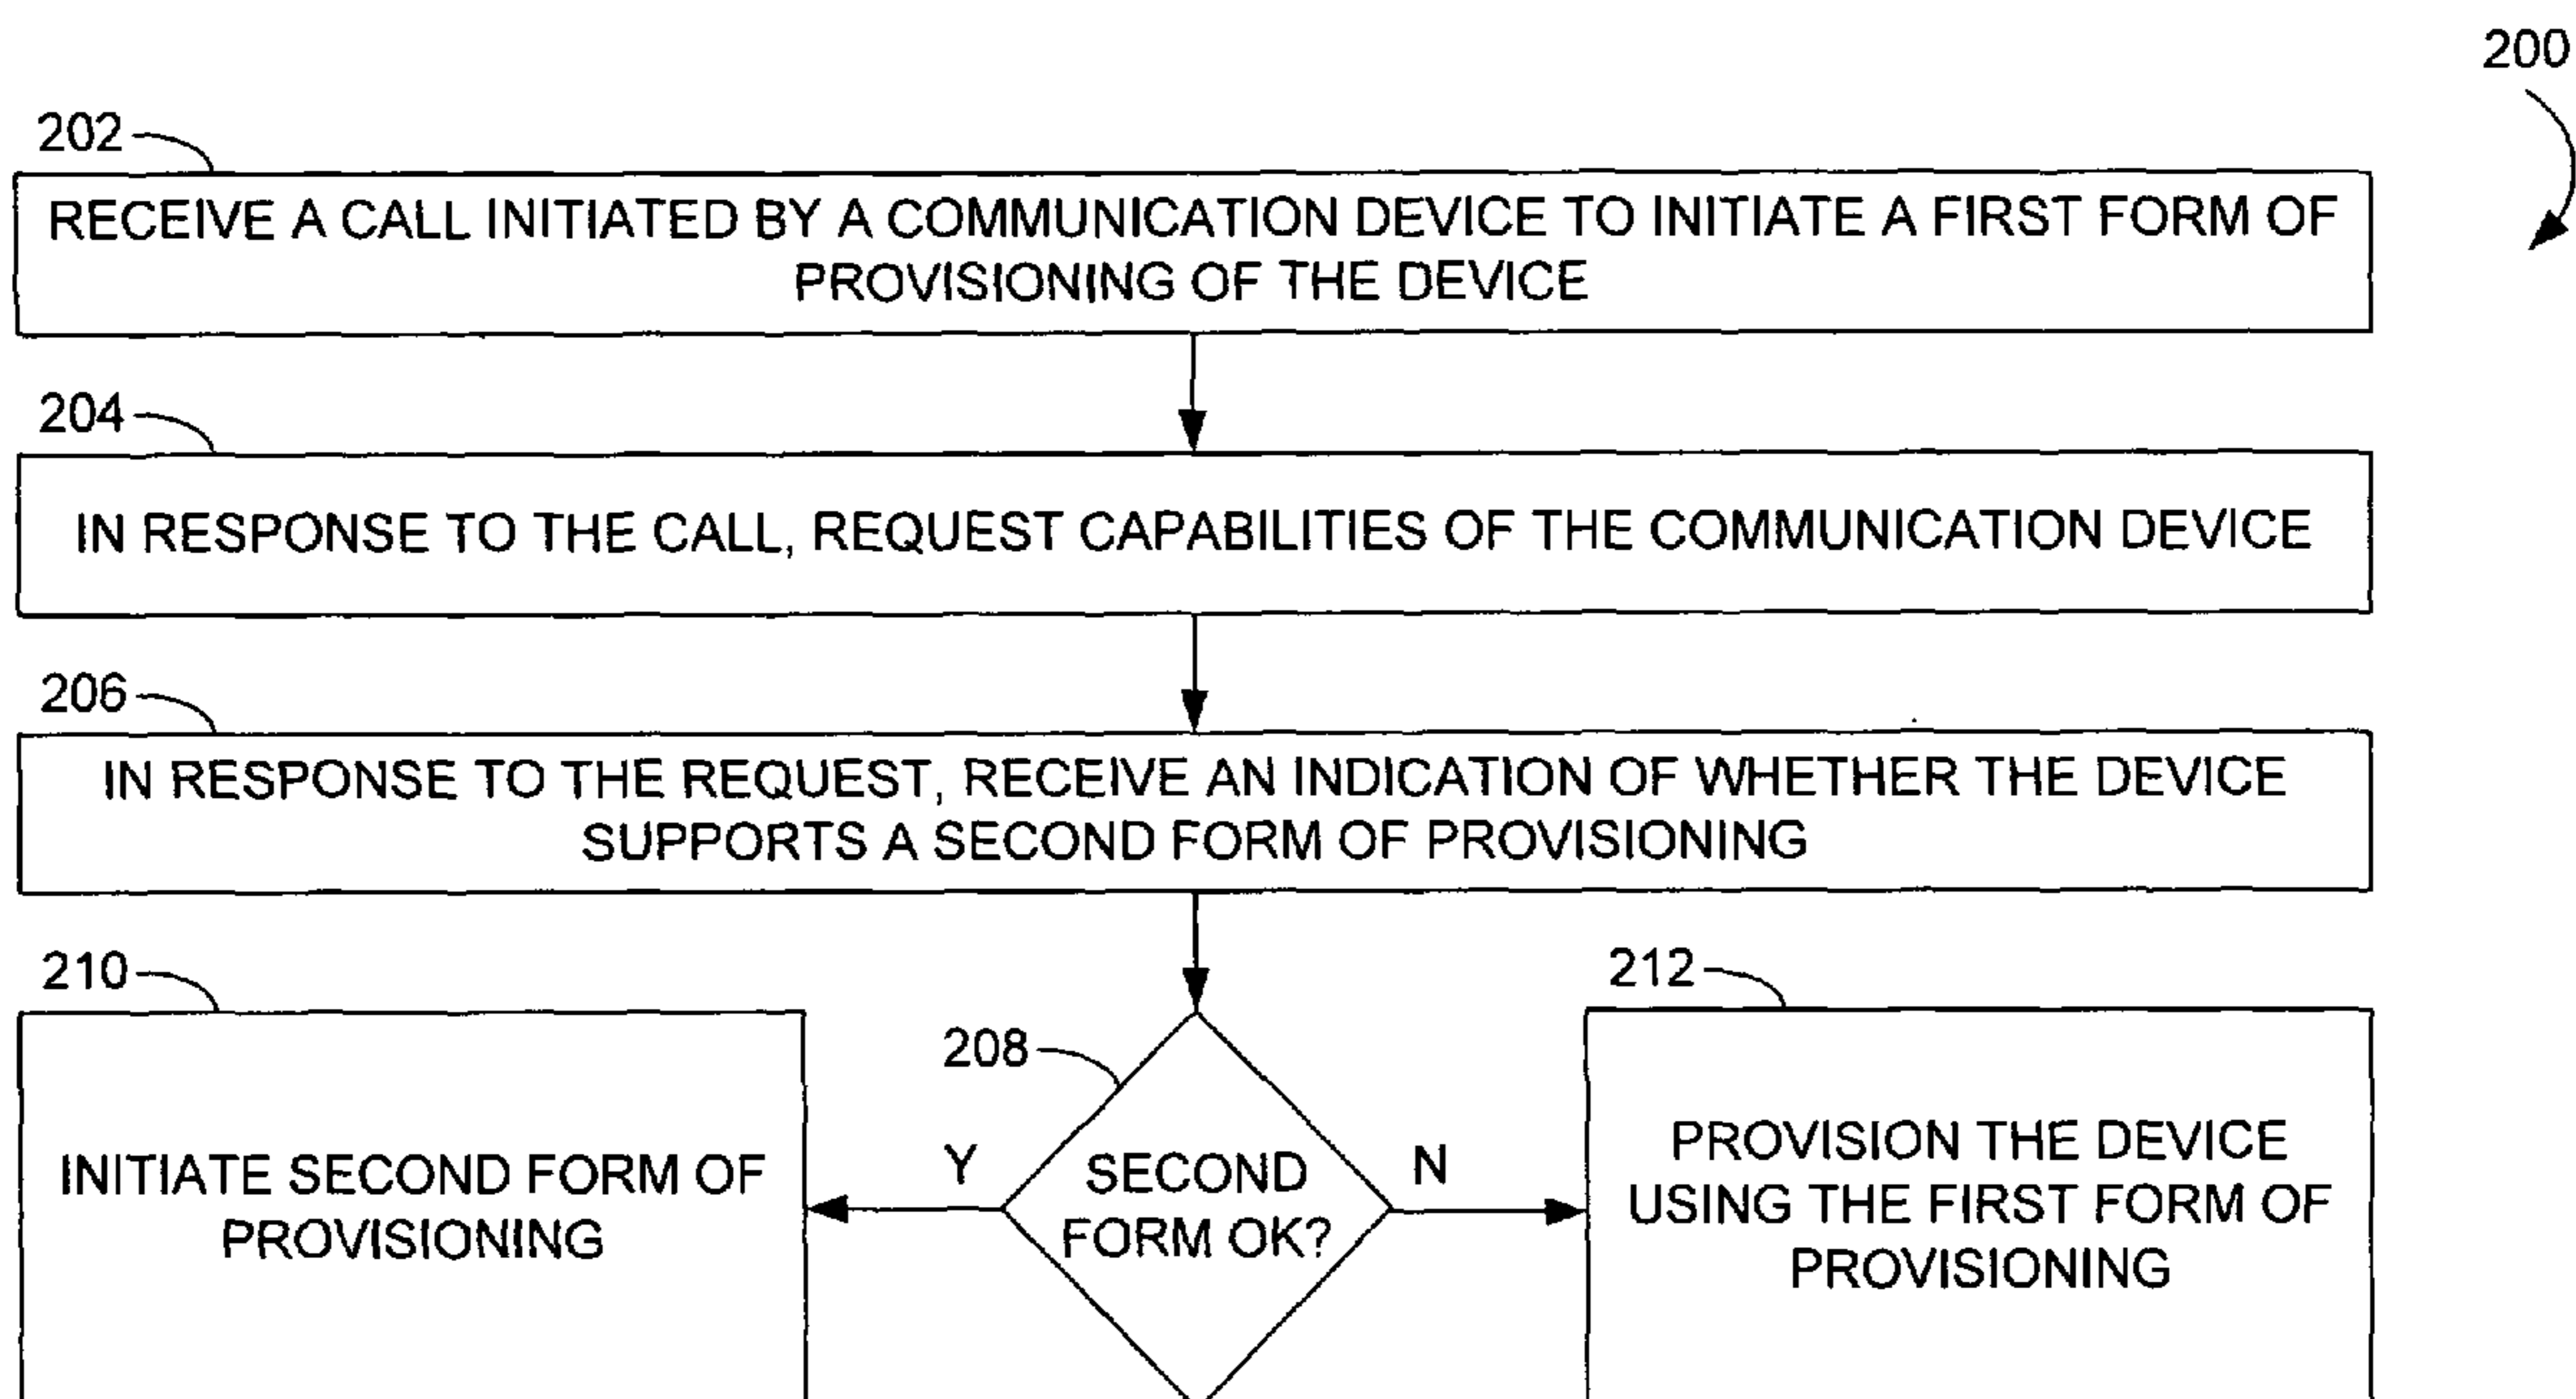 200
202
RECEIVE A CALL INITIATED BY A COMMUNICATION DEVICE TO INITIATE A FIRST FORM OF
PROVISIONING OF THE DEVICE
204
IN RESPONSE TO THE CALL, REQUEST CAPABILITIES OF THE COMMUNICATION DEVICE
206
IN RESPONSE TO THE REQUEST, RECEIVE AN INDICATION OF WHETHER THE DEVICE
SUPPORTS A SECOND FORM OF PROVISIONING
210
INITIATE SECOND FORM OF
PROVISIONING
208
Y
SECOND
FORM OK?
N
212
PROVISION THE DEVICE
USING THE FIRST FORM OF
PROVISIONING